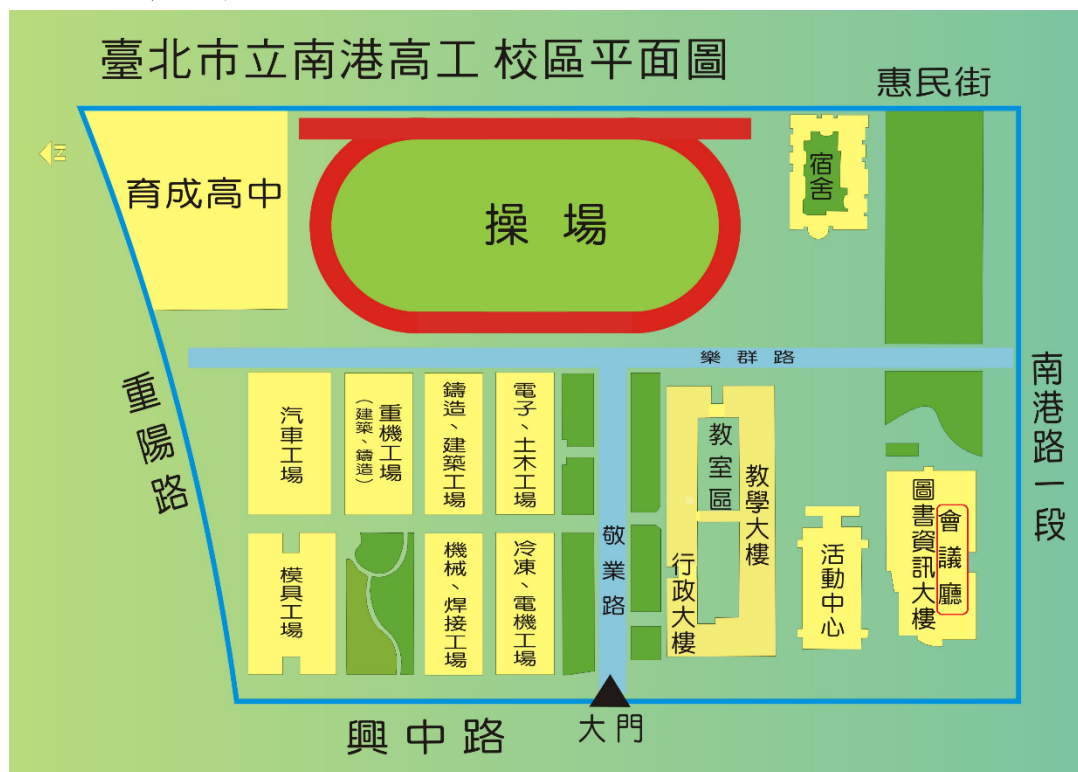 臺北市立南港高工 校區平面圖
惠民街
N
育成高中
操場
宿舍
樂群路
重陽路
汽車工場
重機工場
(建築、鑄造)
鑄造、建築工場
電子、土木工場
教室區
教學大樓
行政大樓
敬業路
模具工場
機械、焊接工場
冷凍、電機工場
活動中心
圖書資訊大樓
會議廳
南港路一段
興中路
大門